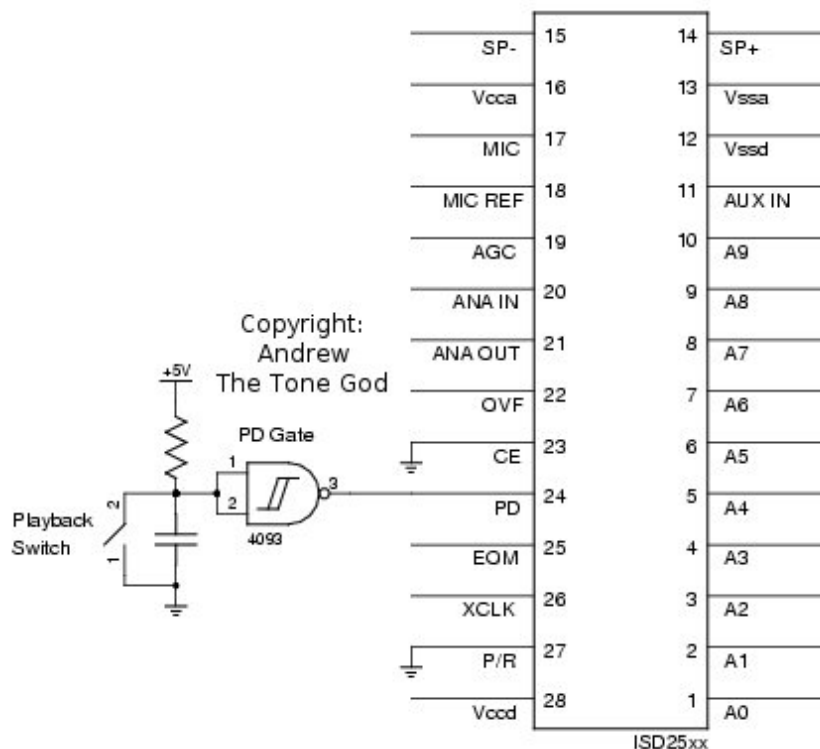 15 14
SP- SP+
16 13
Vcca Vssa
17 12
MIC Vssd
18 11
MIC REF AUX IN
19 10
AGC A9
20 9
ANA IN A8
Copyright:
Andrew
The Tone God
21 8
ANA OUT A7
+5V
22 7
OVF A6
PD Gate
23 6
CE A5
1
2
3
4093
24 5
PD A4
Playback
Switch
2
1
25 4
EOM A3
26 3
XCLK A2
27 2
P/R A1
28 1
Vccd A0
ISD25xx